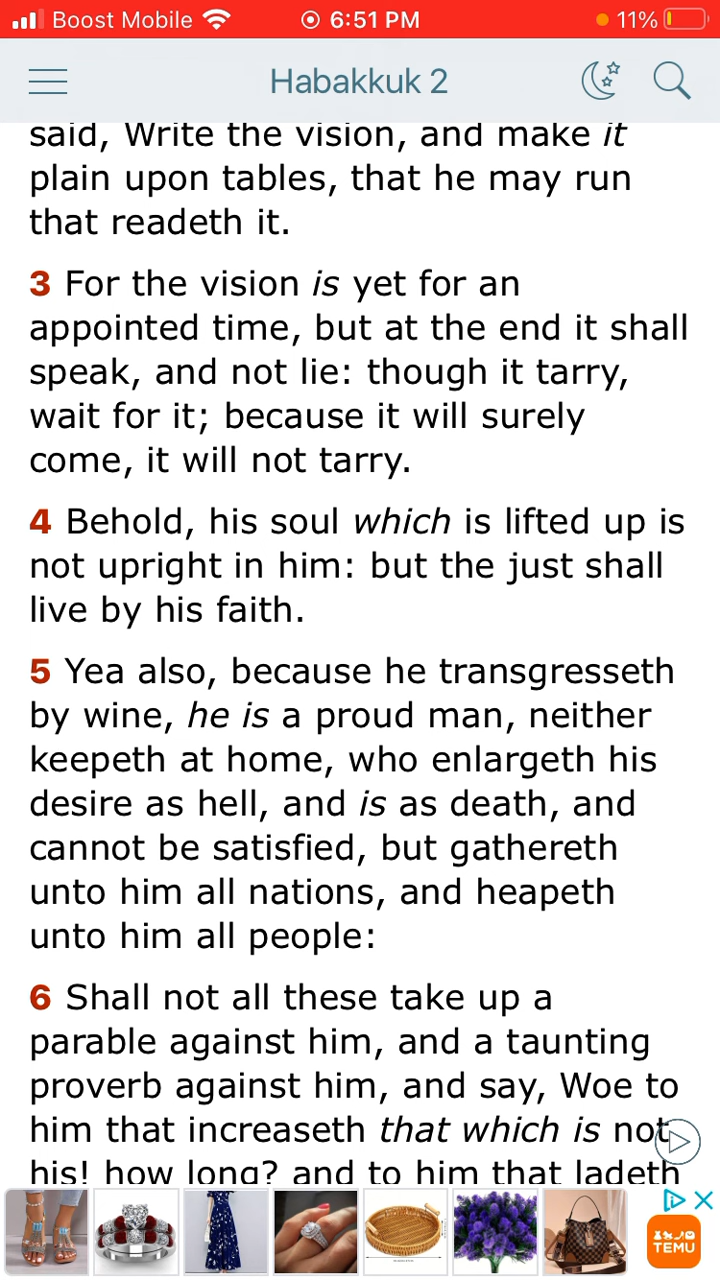 Boost Mobile 6:51 PM 11%
Habakkuk 2
said, Write the vision, and make it
plain upon tables, that he may run
that readeth it.
3 For the vision is yet for an
appointed time, but at the end it shall
speak, and not lie: though it tarry,
wait for it; because it will surely
come, it will not tarry.
4 Behold, his soul which is lifted up is
not upright in him: but the just shall
live by his faith.
5 Yea also, because he transgresseth
by wine, he is a proud man, neither
keepeth at home, who enlargeth his
desire as hell, and is as death, and
cannot be satisfied, but gathereth
unto him all nations, and heapeth
unto him all people:
6 Shall not all these take up a
parable against him, and a taunting
proverb against him, and say, Woe to
him that increaseth that which is not
his! how long? and to him that ladeth
TEMU